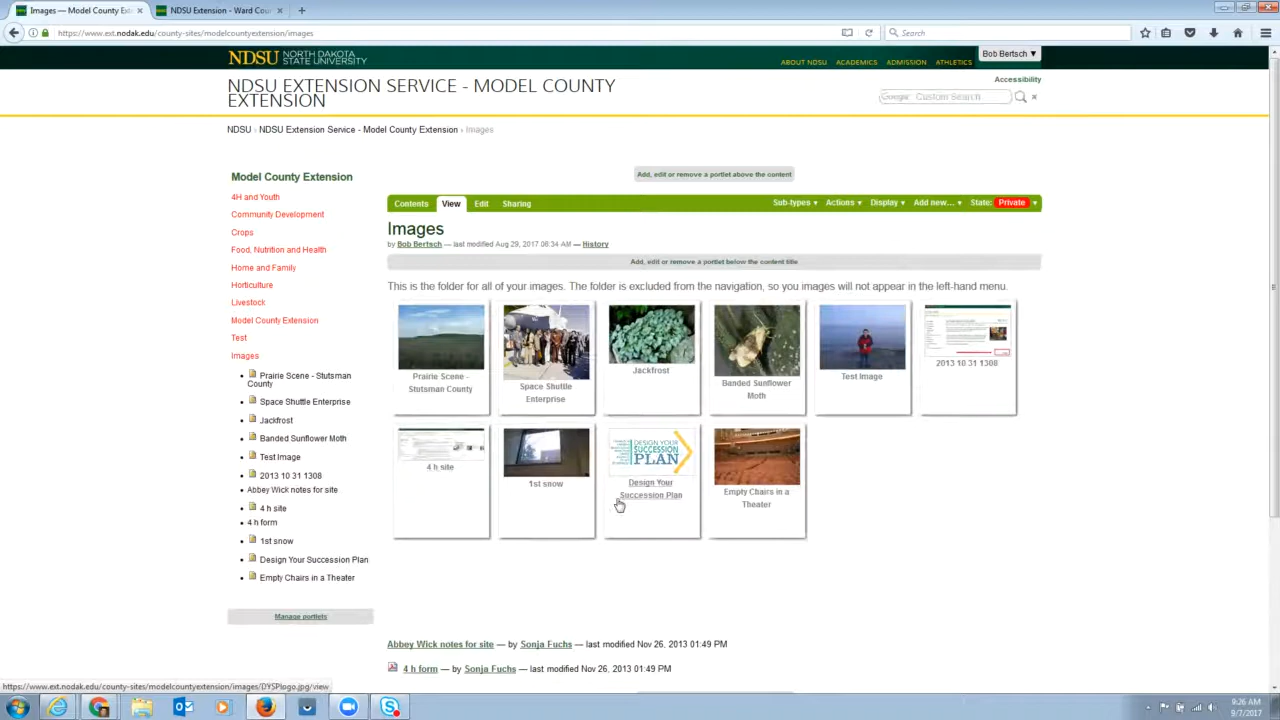 Images — Model County Ex...
NDSU Extension - Ward Cou...
https://www.ext.nodak.edu/county-sites/modelcountyextension/images
Search
NDSU NORTH DAKOTA STATE UNIVERSITY
ABOUT NDSU ACADEMICS ADMISSION ATHLETICS
Bob Bertsch ▼
Accessibility
NDSU EXTENSION SERVICE - MODEL COUNTY
EXTENSION
Google Custom Search
NDSU › NDSU Extension Service - Model County Extension › Images
Model County Extension
4H and Youth
Community Development
Crops
Food, Nutrition and Health
Home and Family
Horticulture
Livestock
Model County Extension
Test
Images
Prairie Scene - Stutsman
County
Space Shuttle Enterprise
Jackfrost
Banded Sunflower Moth
Test Image
2013 10 31 1308
Abbey Wick notes for site
4 h site
4 h form
1st snow
Design Your Succession Plan
Empty Chairs in a Theater
Manage portlets
Add, edit or remove a portlet above the content
Contents View Edit Sharing
Sub-types ▾ Actions ▾ Display ▾ Add new... ▾ State: Private ▾
Images
by Bob Bertsch — last modified Aug 29, 2017 08:34 AM — History
Add, edit or remove a portlet below the content title
This is the folder for all of your images. The folder is excluded from the navigation, so you images will not appear in the left-hand menu.
Prairie Scene -
Stutsman County
Space Shuttle
Enterprise
Jackfrost
Banded Sunflower
Moth
Test Image
2013 10 31 1308
4 h site
1st snow
DESIGN YOUR
SUCCESSION
PLAN
Design Your
Succession Plan
Empty Chairs in a
Theater
Abbey Wick notes for site — by Sonja Fuchs — last modified Nov 26, 2013 01:49 PM
4 h form — by Sonja Fuchs — last modified Nov 26, 2013 01:49 PM
https://www.ext.nodak.edu/county-sites/modelcountyextension/images/DYSPlogo.jpg/view
9:26 AM
9/7/2017